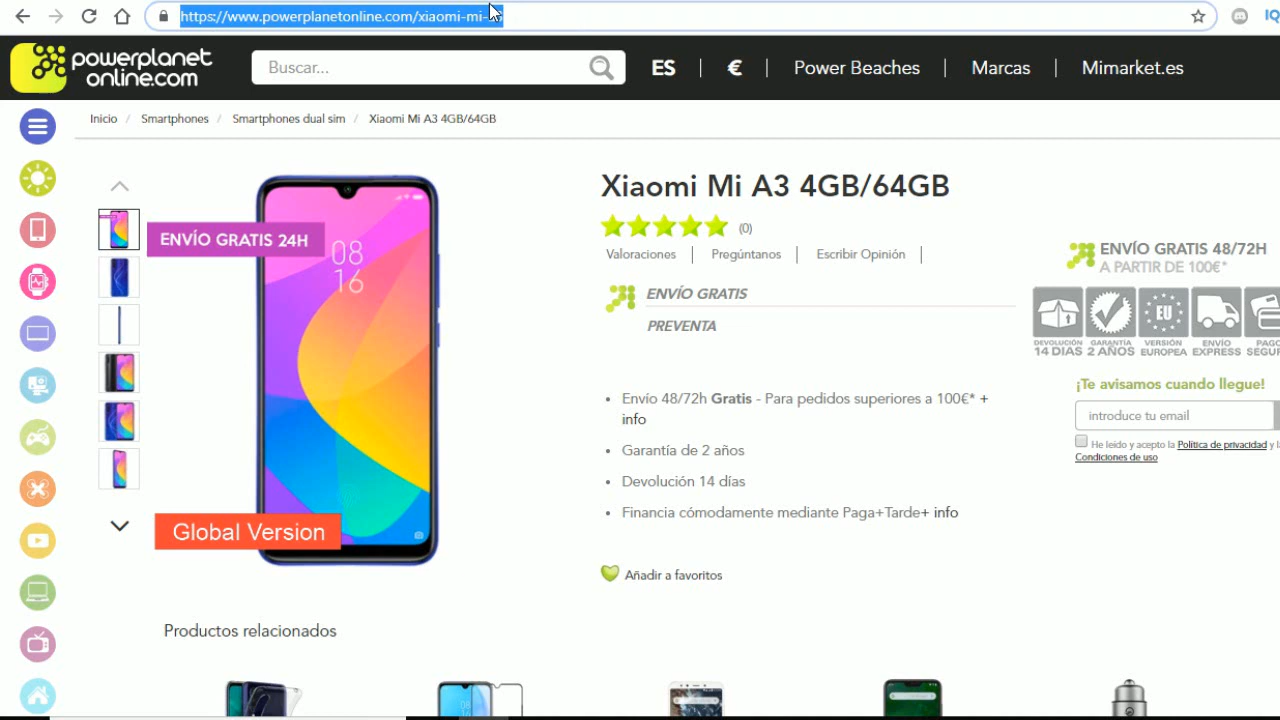 https://www.powerplanetonline.com/xiaomi-mi-
powerplanet
online.com
Buscar...
ES
€
Power Beaches
Marcas
Mimarket.es
Inicio / Smartphones / Smartphones dual sim / Xiaomi Mi A3 4GB/64GB
Xiaomi Mi A3 4GB/64GB
(0)
Valoraciones
Pregúntanos
Escribir Opinión
ENVÍO GRATIS
PREVENTA
ENVÍO GRATIS 24H
08
16
Global Version
Envío 48/72h Gratis - Para pedidos superiores a 100€* +
info
Garantía de 2 años
Devolución 14 días
Financia cómodamente mediante Paga+Tarde+ info
Añadir a favoritos
ENVÍO GRATIS 48/72H
A PARTIR DE 100€*
EU
DEVOLUCIÓN
14 DIAS
GARANTÍA
2 AÑOS
VERSIÓN
EUROPEA
ENVÍO
EXPRESS
PAGO
¡Te avisamos cuando llegue!
introduce tu email
He leído y acepto la Política de privacidad y
Condiciones de uso
Productos relacionados